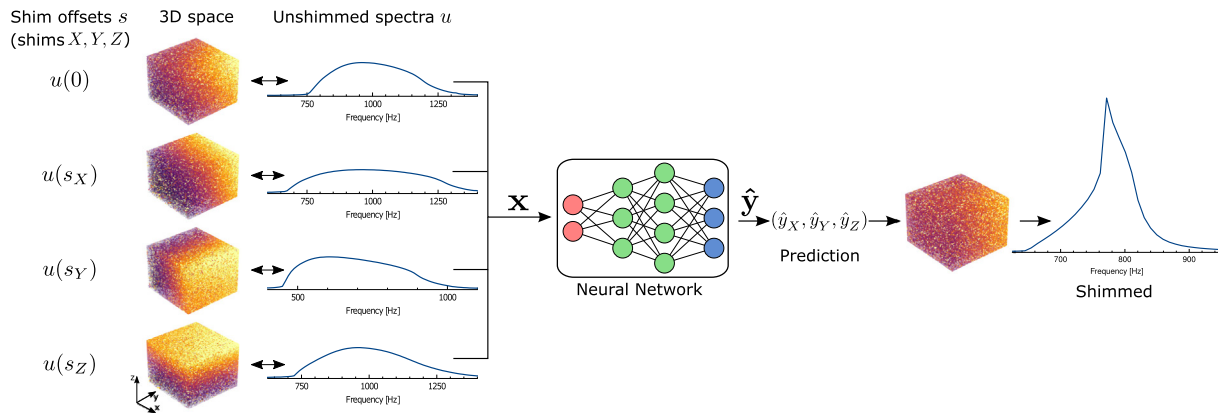 Shim offsets s 3D space Unshimmed spectra u
(shims X, Y, Z)
u(0)
750 1000 1250
Frequency [Hz]
u(s_X)
750 1000 1250
Frequency [Hz]
x
ŷ
(ŷ_X, ŷ_Y, ŷ_Z)
Prediction
Neural Network
700 800 900
Frequency [Hz]
Shimmed
u(s_Y)
500 1000
Frequency [Hz]
u(s_Z)
750 1000 1250
Frequency [Hz]
z
y
x